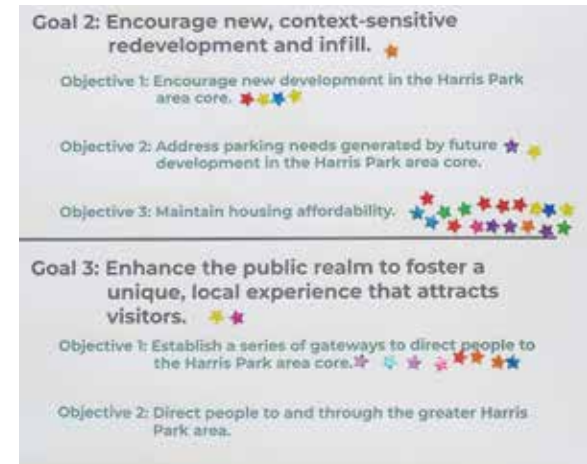 Goal 2: Encourage new, context-sensitive
redevelopment and infill.
Objective 1: Encourage new development in the Harris Park
area core.
Objective 2: Address parking needs generated by future
development in the Harris Park area core.
Objective 3: Maintain housing affordability.
Goal 3: Enhance the public realm to foster a
unique, local experience that attracts
visitors.
Objective 1: Establish a series of gateways to direct people to
the Harris Park area core.
Objective 2: Direct people to and through the greater Harris
Park area.